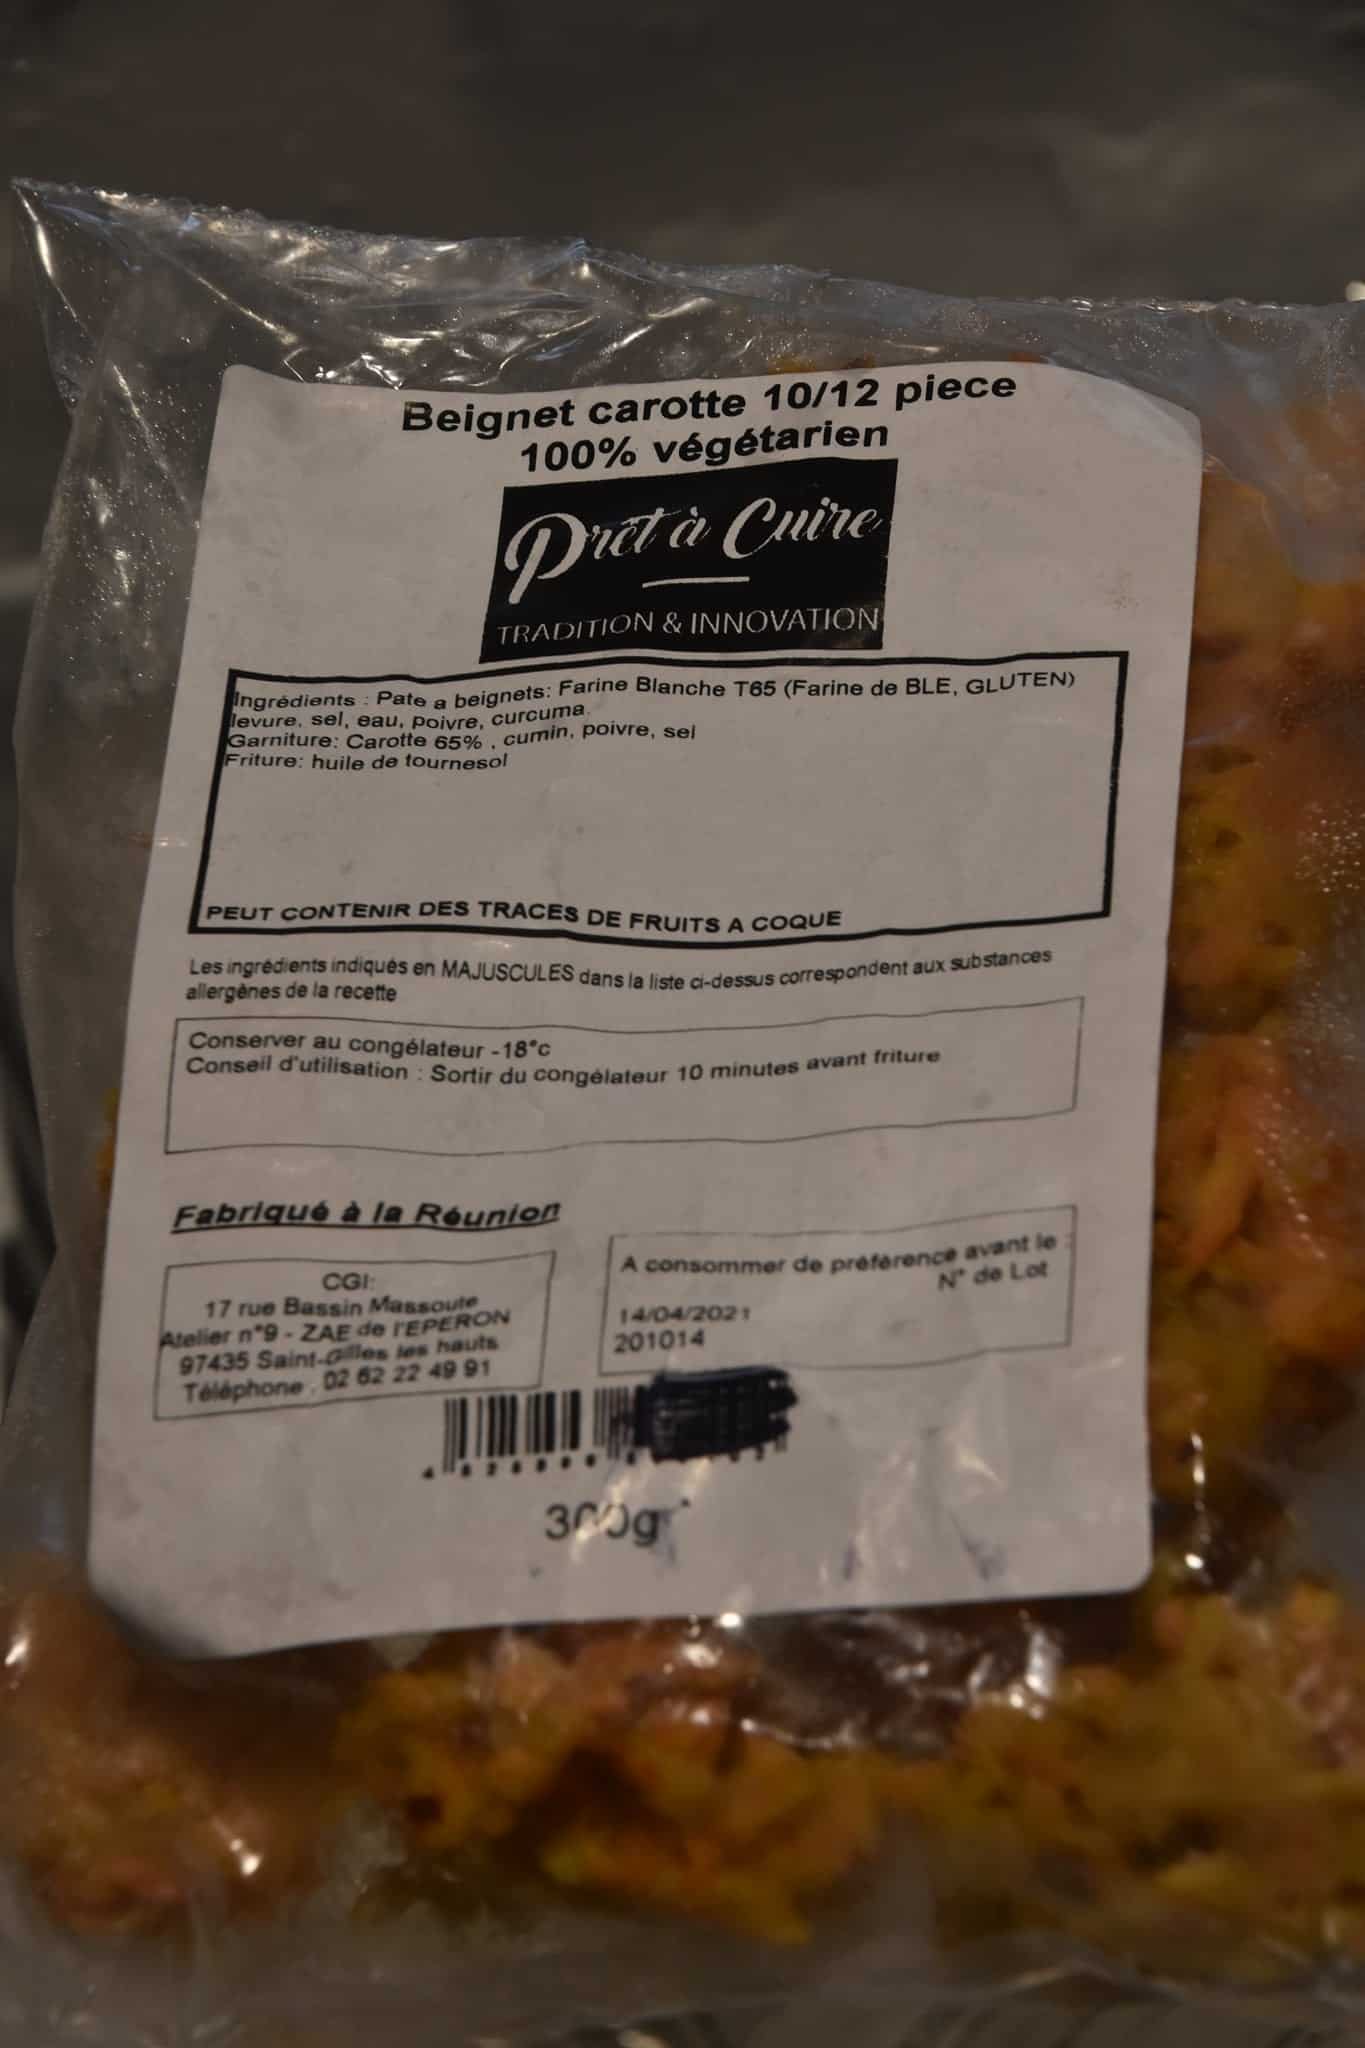 Beignet carotte 10/12 piece
100% végétarien
Prêt à Cuire
TRADITION & INNOVATION
Ingrédients : Pate a beignets: Farine Blanche T65 (Farine de BLE, GLUTEN)
levure, sel, eau, poivre, curcuma
Garniture: Carotte 65% , cumin, poivre, sel
Friture: huile de tournesol
PEUT CONTENIR DES TRACES DE FRUITS A COQUE
Les ingrédients indiqués en MAJUSCULES dans la liste ci-dessus correspondent aux substances
allergènes de la recette
Conserver au congélateur -18°c
Conseil d'utilisation : Sortir du congélateur 10 minutes avant friture
Fabriqué à la Réunion
CGI:
17 rue Bassin Massoute
Atelier n°9 - ZAE de l'EPERON
97435 Saint-Gilles les hauts
Téléphone : 02 62 22 49 91
A consommer de préférence avant le :
N° de Lot
14/04/2021
201014
300g